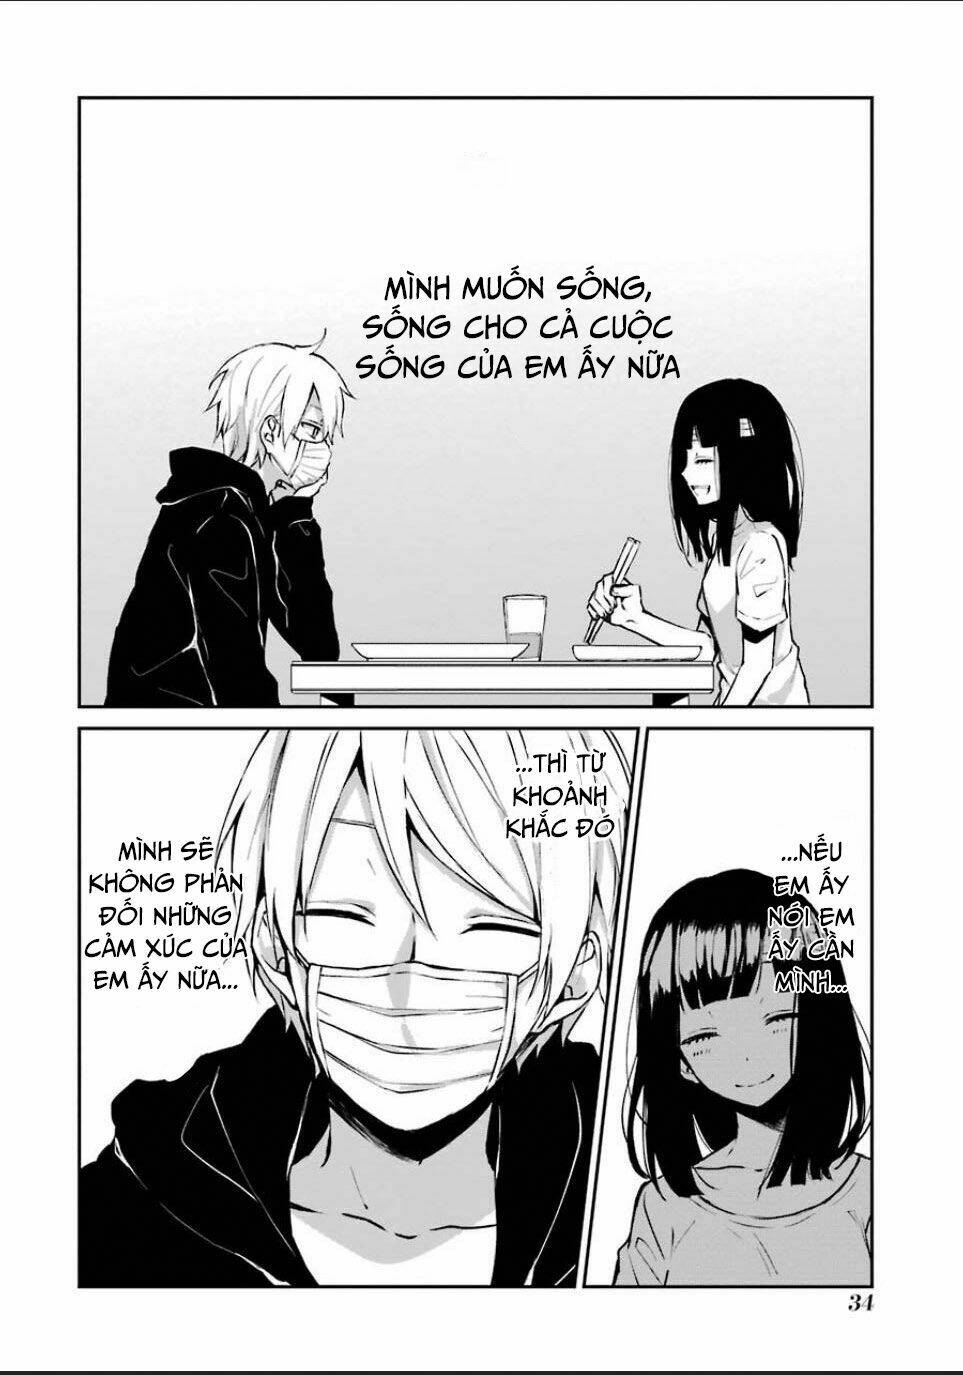 MÌNH MUỐN SỐNG,
SỐNG CHO CẢ CUỘC
SỐNG CỦA EM ẤY NỮA
...NẾU
EM ẤY
NÓI EM
ẤY CẦN
MÌNH...
...THÌ TỪ
KHOẢNH
KHẮC ĐÓ
MÌNH SẼ
KHÔNG PHẢN
ĐỐI NHỮNG
CẢM XÚC CỦA
EM ẤY NỮA...
34